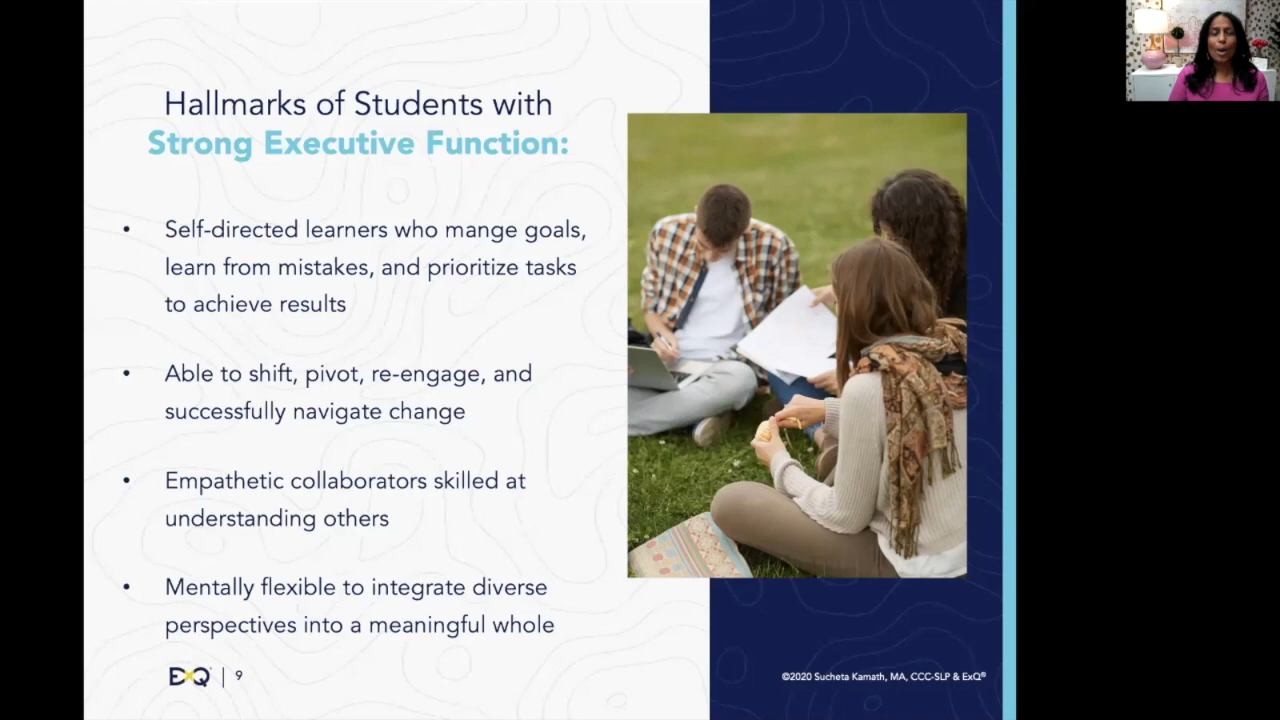 Hallmarks of Students with
Strong Executive Function:
• Self-directed learners who mange goals,
learn from mistakes, and prioritize tasks
to achieve results
• Able to shift, pivot, re-engage, and
successfully navigate change
• Empathetic collaborators skilled at
understanding others
• Mentally flexible to integrate diverse
perspectives into a meaningful whole
ExQ | 9
©2020 Sucheta Kamath, MA, CCC-SLP & ExQ®